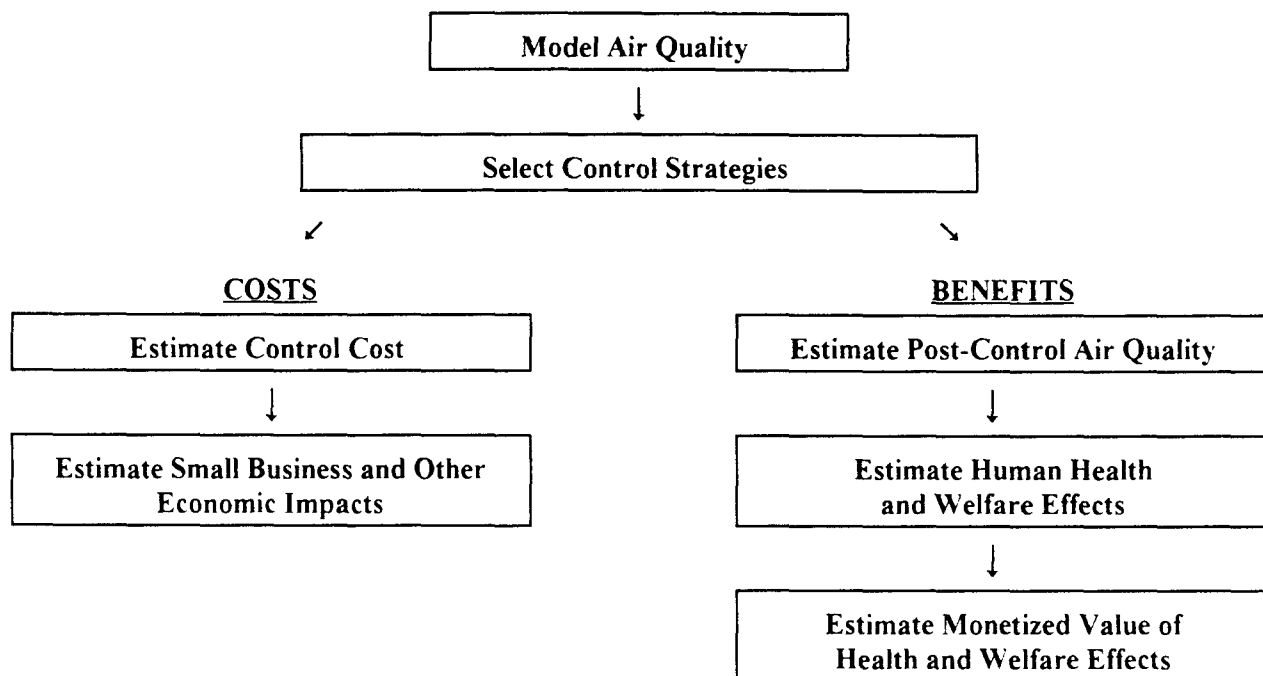 Model Air Quality
Select Control Strategies
COSTS
Estimate Control Cost
Estimate Small Business and Other
Economic Impacts
BENEFITS
Estimate Post-Control Air Quality
Estimate Human Health
and Welfare Effects
Estimate Monetized Value of
Health and Welfare Effects